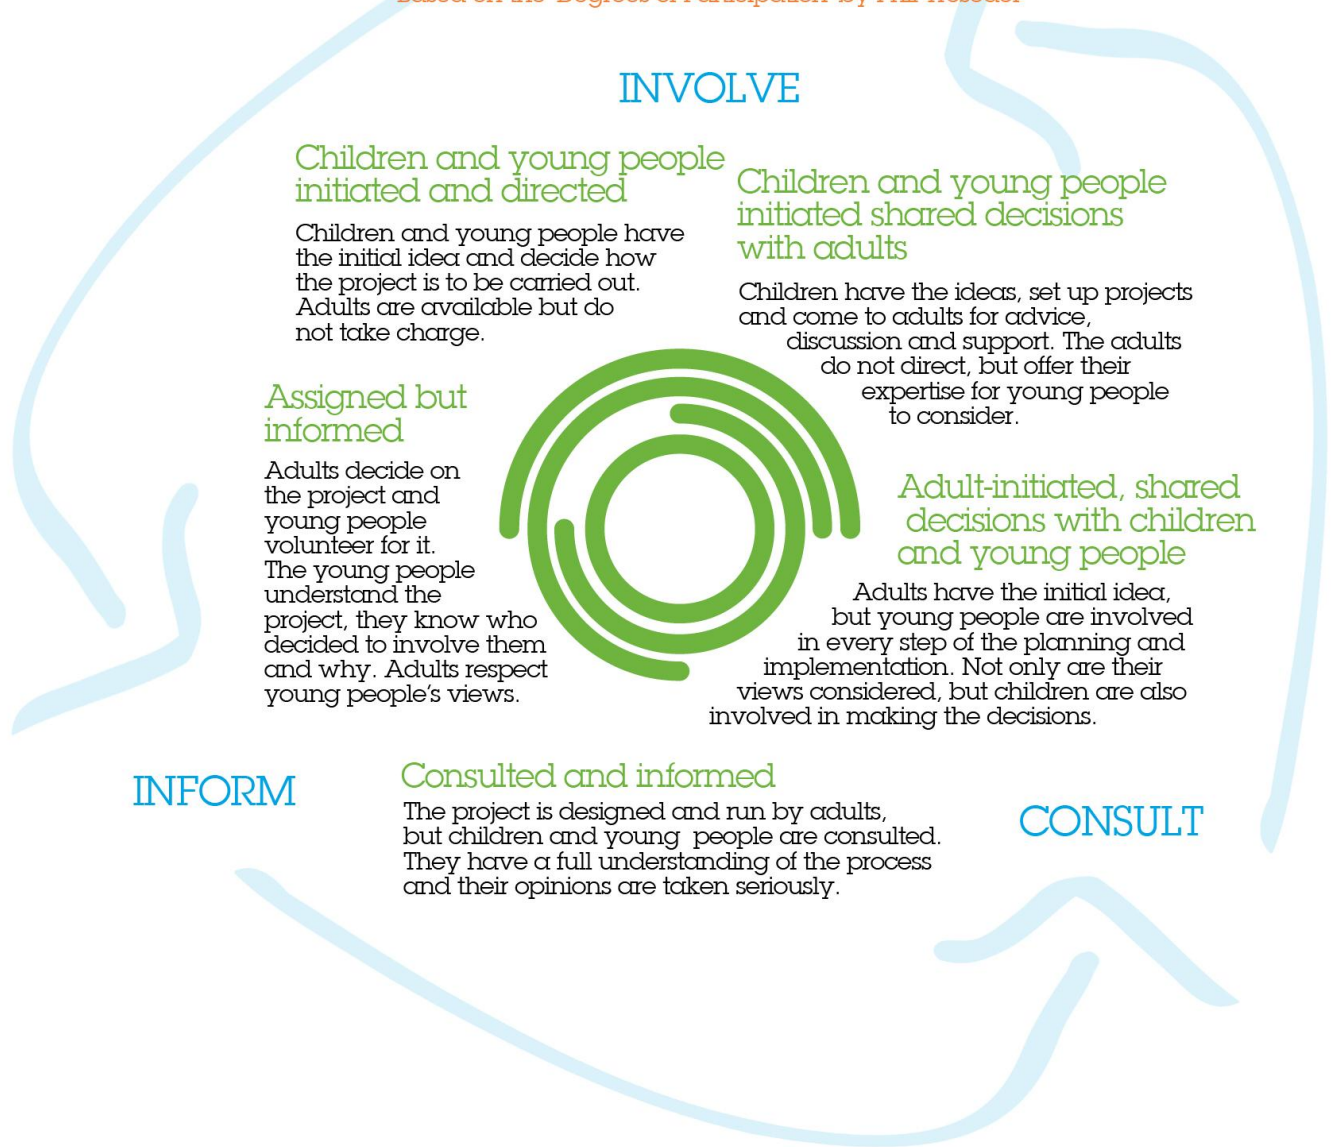 Based on the 'Degrees of Participation' by Phil Treseder
INVOLVE
Children and young people
initiated and directed
Children and young people have
the initial idea and decide how
the project is to be carried out.
Adults are available but do
not take charge.
Children and young people
initiated shared decisions
with adults
Children have the ideas, set up projects
and come to adults for advice,
discussion and support. The adults
do not direct, but offer their
expertise for young people
to consider.
Assigned but
informed
Adults decide on
the project and
young people
volunteer for it.
The young people
understand the
project, they know who
decided to involve them
and why. Adults respect
young people's views.
Adult-initiated, shared
decisions with children
and young people
Adults have the initial idea,
but young people are involved
in every step of the planning and
implementation. Not only are their
views considered, but children are also
involved in making the decisions.
INFORM
Consulted and informed
The project is designed and run by adults,
but children and young people are consulted.
They have a full understanding of the process
and their opinions are taken seriously.
CONSULT